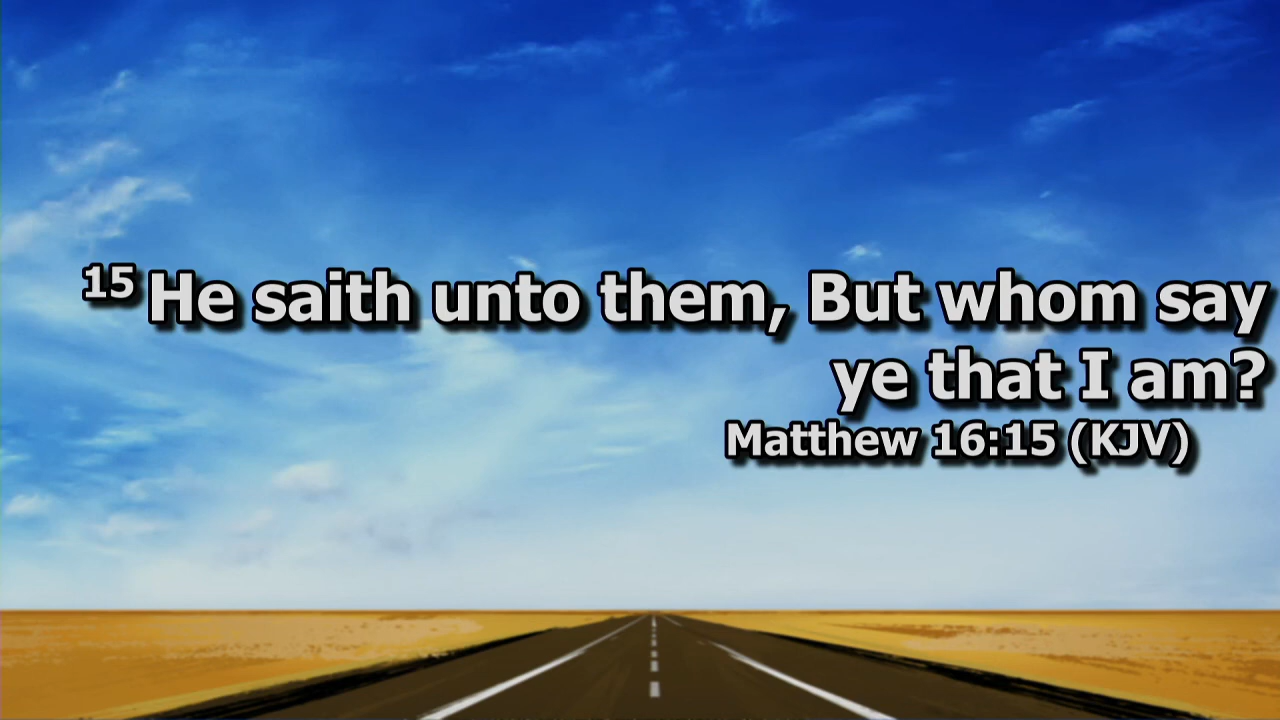 15 He saith unto them, But whom say
ye that I am?
Matthew 16:15 (KJV)